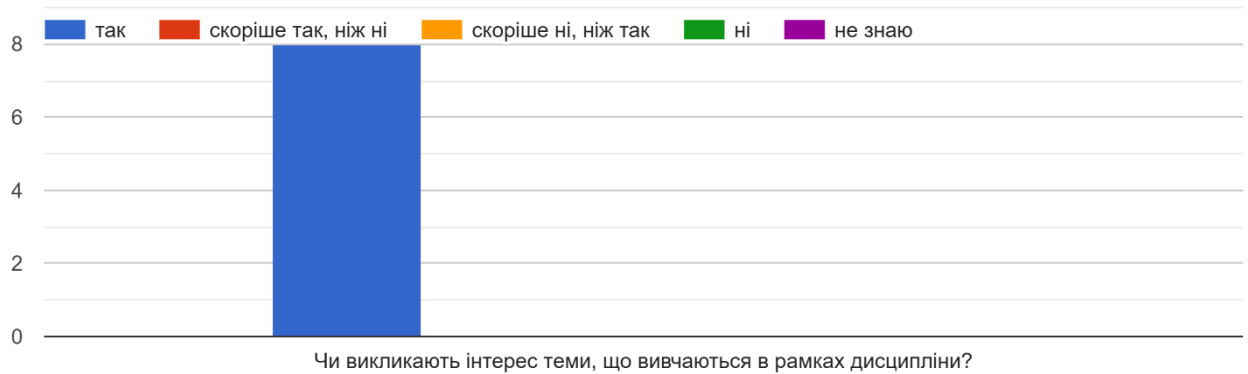 так скоріше так, ніж ні скоріше ні, ніж так ні не знаю
8
6
4
2
0
Чи викликають інтерес теми, що вивчаються в рамках дисципліни?